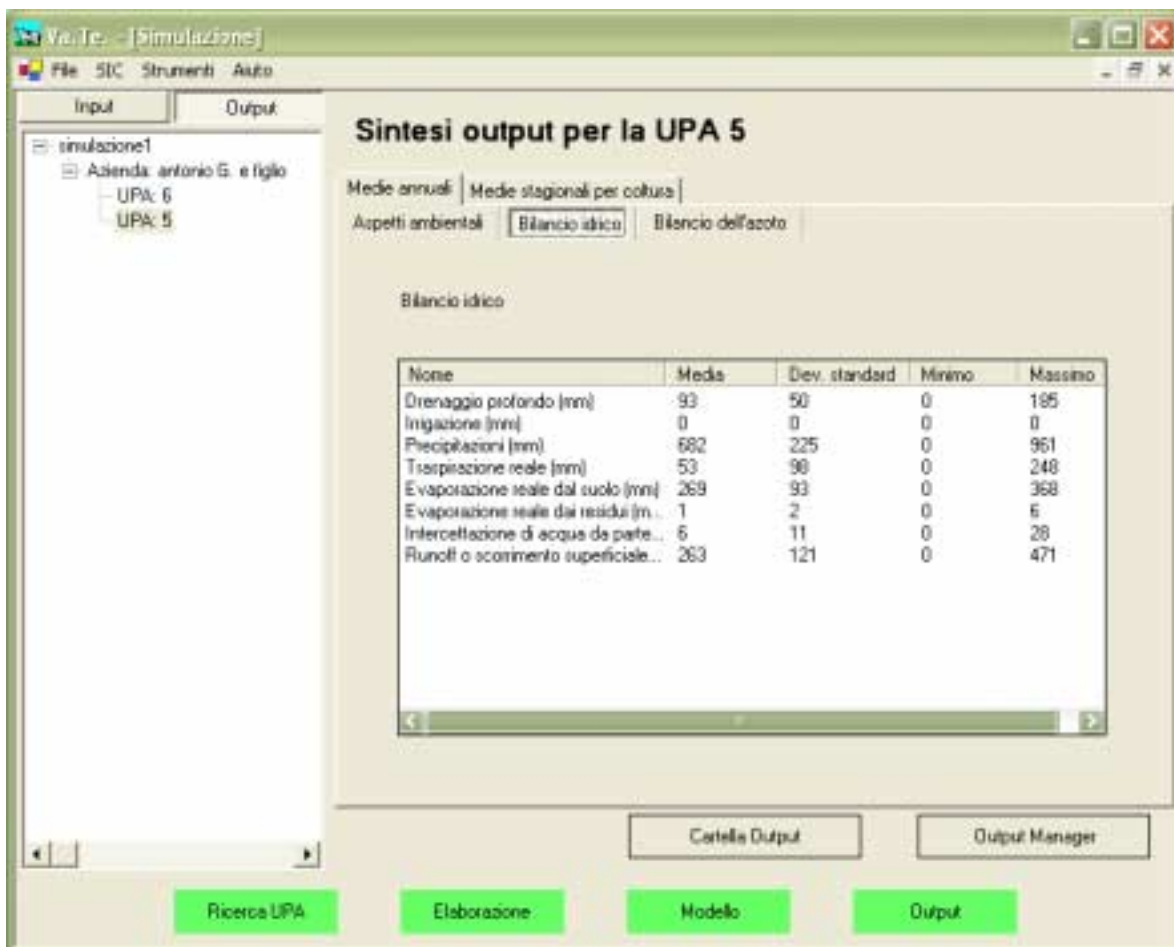 Va.Te. - [Simulazione]
File SIC Strumenti Aiuto
Input Output
simulazione1
Azienda: antonio G. e figlio
UPA: 6
UPA: 5
Sintesi output per la UPA 5
Medie annuali Medie stagionali per coltura
Aspetti ambientali Bilancio idrico Bilancio dell'azoto
Bilancio idrico
Nome Media Dev. standard Minimo Massimo
Drenaggio profondo (mm) 93 50 0 185
Irrigazione (mm) 0 0 0 0
Precipitazioni (mm) 682 225 0 961
Traspirazione reale (mm) 53 98 0 248
Evaporazione reale dal suolo (mm) 269 93 0 368
Evaporazione reale dai residui (m... 1 2 0 6
Intercettazione di acqua da parte... 6 11 0 28
Runoff o scorrimento superficiale... 263 121 0 471
Cartella Output Output Manager
Ricerca UPA Elaborazione Modello Output